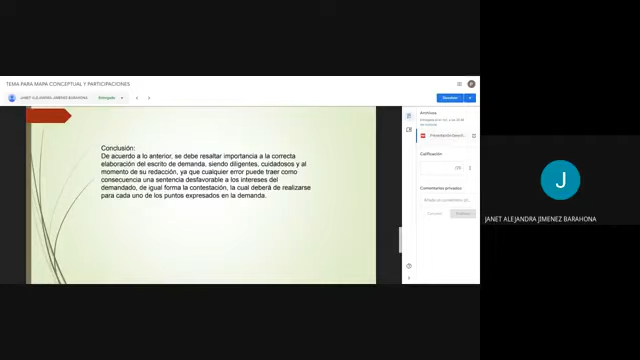 TEMA PARA MAPA CONCEPTUAL Y PARTICIPACIONES
JANET ALEJANDRA JIMENEZ BARAHONA
Entregado
Devolver
Conclusión:
De acuerdo a lo anterior, se debe resaltar importancia a la correcta
elaboración del escrito de demanda, siendo diligentes, cuidadosos y al
momento de su redacción, ya que cualquier error puede traer como
consecuencia una sentencia desfavorable a los intereses del
demandado, de igual forma la contestación, la cual deberá de realizarse
para cada uno de los puntos expresados en la demanda.
Archivos
Calificación
Comentarios privados
J
JANET ALEJANDRA JIMENEZ BARAHONA